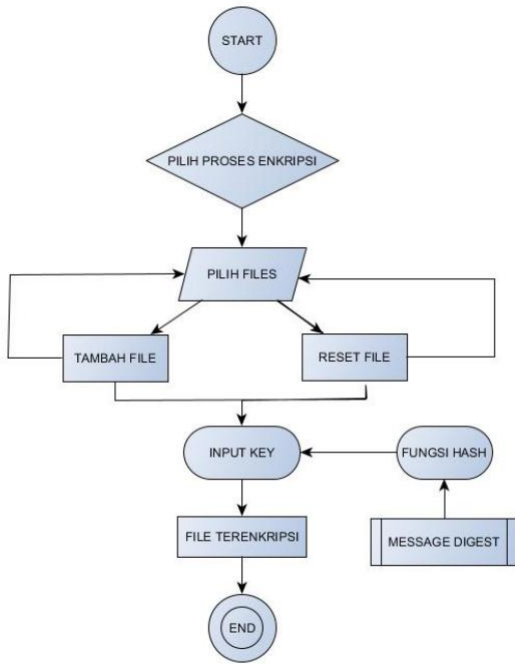 START
PILIH PROSES ENKRIPSI
PILIH FILES
TAMBAH FILE
RESET FILE
INPUT KEY
FUNGSI HASH
FILE TERENKRIPSI
MESSAGE DIGEST
END